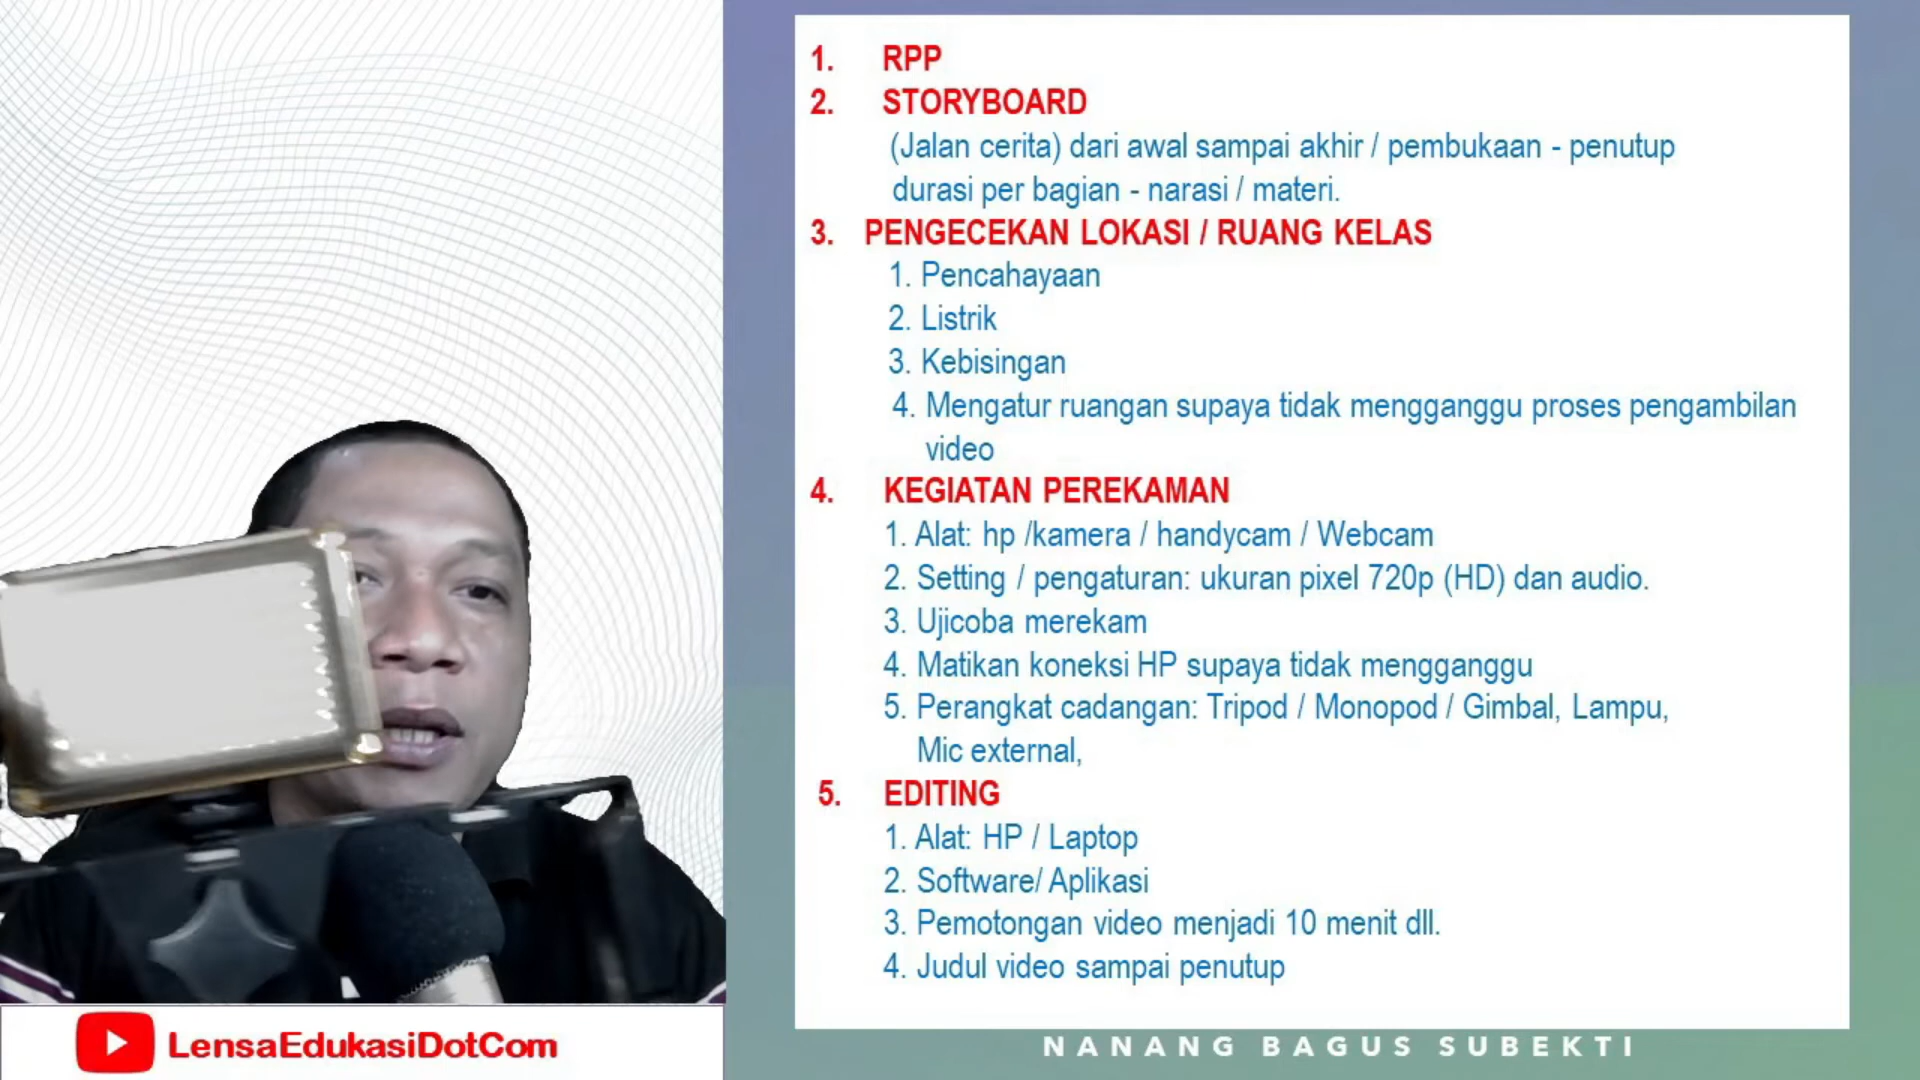 1. RPP
2. STORYBOARD
(Jalan cerita) dari awal sampai akhir / pembukaan - penutup
durasi per bagian - narasi / materi.
3. PENGECEKAN LOKASI / RUANG KELAS
1. Pencahayaan
2. Listrik
3. Kebisingan
4. Mengatur ruangan supaya tidak mengganggu proses pengambilan
video
4. KEGIATAN PEREKAMAN
1. Alat: hp /kamera / handycam / Webcam
2. Setting / pengaturan: ukuran pixel 720p (HD) dan audio.
3. Ujicoba merekam
4. Matikan koneksi HP supaya tidak mengganggu
5. Perangkat cadangan: Tripod / Monopod / Gimbal, Lampu,
Mic external,
5. EDITING
1. Alat: HP / Laptop
2. Software/ Aplikasi
3. Pemotongan video menjadi 10 menit dll.
4. Judul video sampai penutup
LensaEdukasiDotCom
NANANG BAGUS SUBEKTI